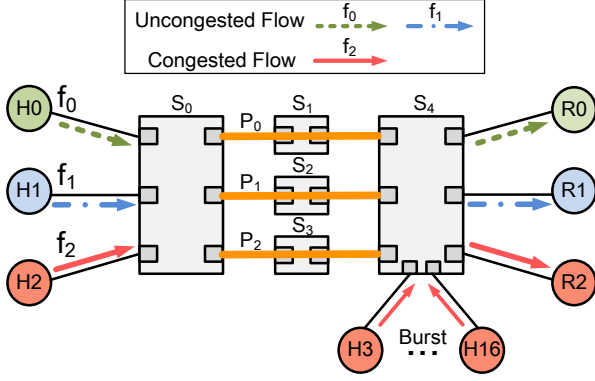 Uncongested Flow f₀ f₁
Congested Flow f₂
H0 f₀ S₀ P₀ S₁ S₄ R0
H1 f₁ P₁ S₂ R1
H2 f₂ P₂ S₃ R2
H3 Burst ... H16